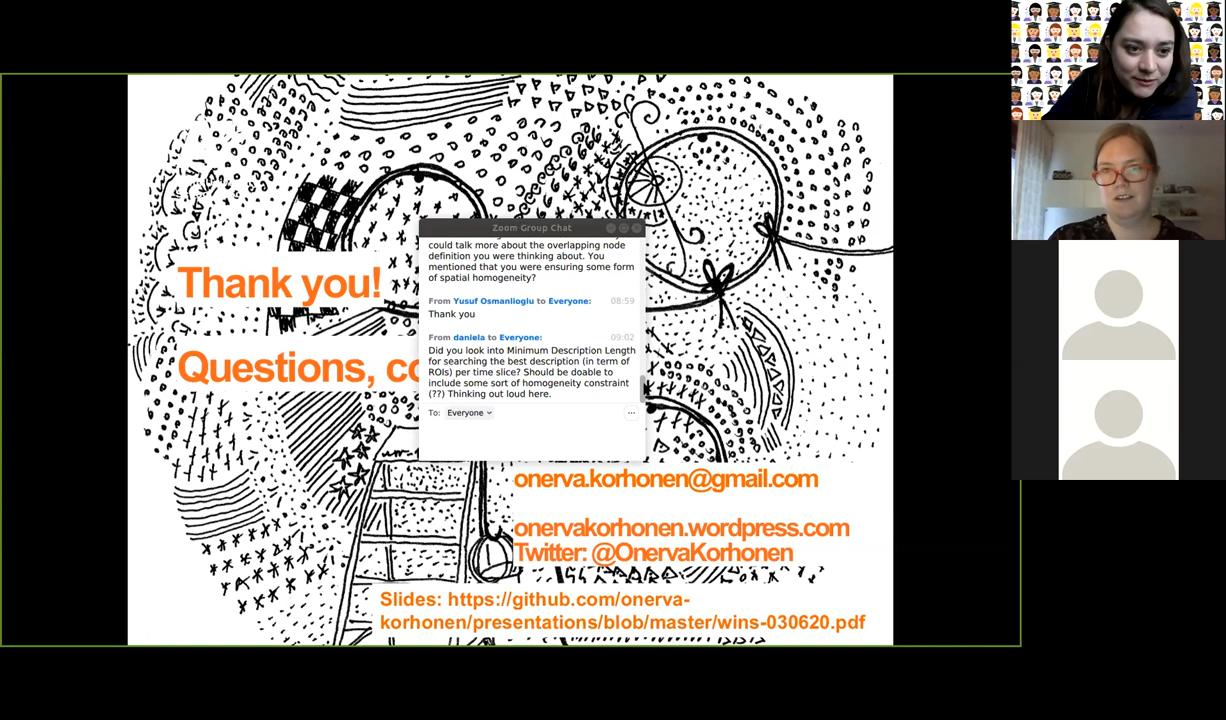 Thank you!
Questions, co
Zoom Group Chat
could talk more about the overlapping node
definition you were thinking about. You
mentioned that you were ensuring some form
of spatial homogeneity?
From Yusuf Osmanlioglu to Everyone: 08:59
Thank you
From daniela to Everyone: 09:02
Did you look into Minimum Description Length
for searching the best description (in term of
ROIs) per time slice? Should be doable to
include some sort of homogeneity constraint
(??) Thinking out loud here.
To: Everyone
onerva.korhonen@gmail.com
onervakorhonen.wordpress.com
Twitter: @OnervaKorhonen
Slides: https://github.com/onerva-
korhonen/presentations/blob/master/wins-030620.pdf